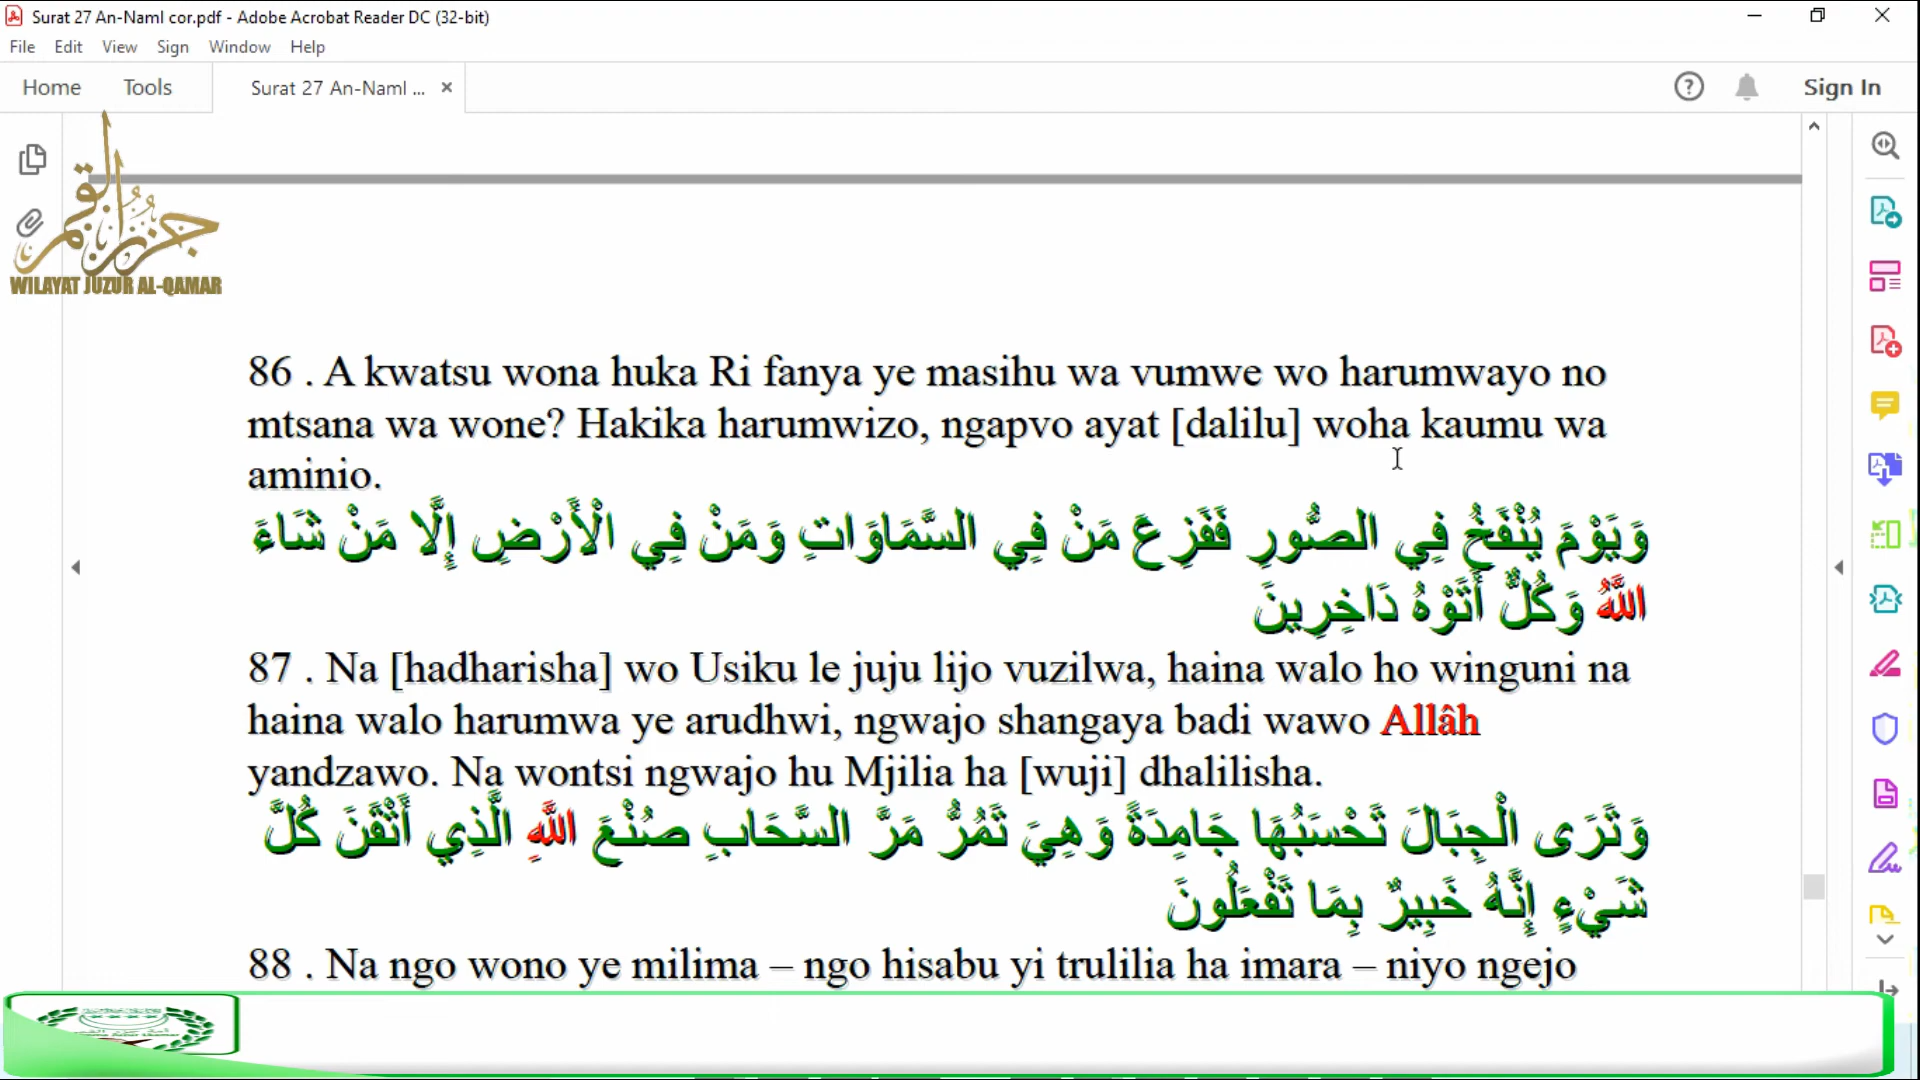 Surat 27 An-Naml cor.pdf - Adobe Acrobat Reader DC (32-bit)
File Edit View Sign Window Help
Home Tools Surat 27 An-Naml ... × Sign In
جزر القمر
WILAYAT JUZUR AL-QAMAR
86 . A kwatsu wona huka Ri fanya ye masihu wa vumwe wo harumwayo no
mtsana wa wone? Hakika harumwizo, ngapvo ayat [dalilu] woha kaumu wa
aminio.
وَيَوْمَ يُنْفَخُ فِي الصُّورِ فَفَزِعَ مَنْ فِي السَّمَاوَاتِ وَمَنْ فِي الْأَرْضِ إِلَّا مَنْ شَاءَ
اللَّهُ وَكُلٌّ أَتَوْهُ دَاخِرِينَ
87 . Na [hadharisha] wo Usiku le juju lijo vuzilwa, haina walo ho winguni na
haina walo harumwa ye arudhwi, ngwajo shangaya badi wawo Allâh
yandzawo. Na wontsi ngwajo hu Mjilia ha [wuji] dhalilisha.
وَتَرَى الْجِبَالَ تَحْسَبُهَا جَامِدَةً وَهِيَ تَمُرُّ مَرَّ السَّحَابِ صُنْعَ اللَّهِ الَّذِي أَتْقَنَ كُلَّ
شَيْءٍ إِنَّهُ خَبِيرٌ بِمَا تَفْعَلُونَ
88 . Na ngo wono ye milima – ngo hisabu yi trulilia ha imara – niyo ngejo